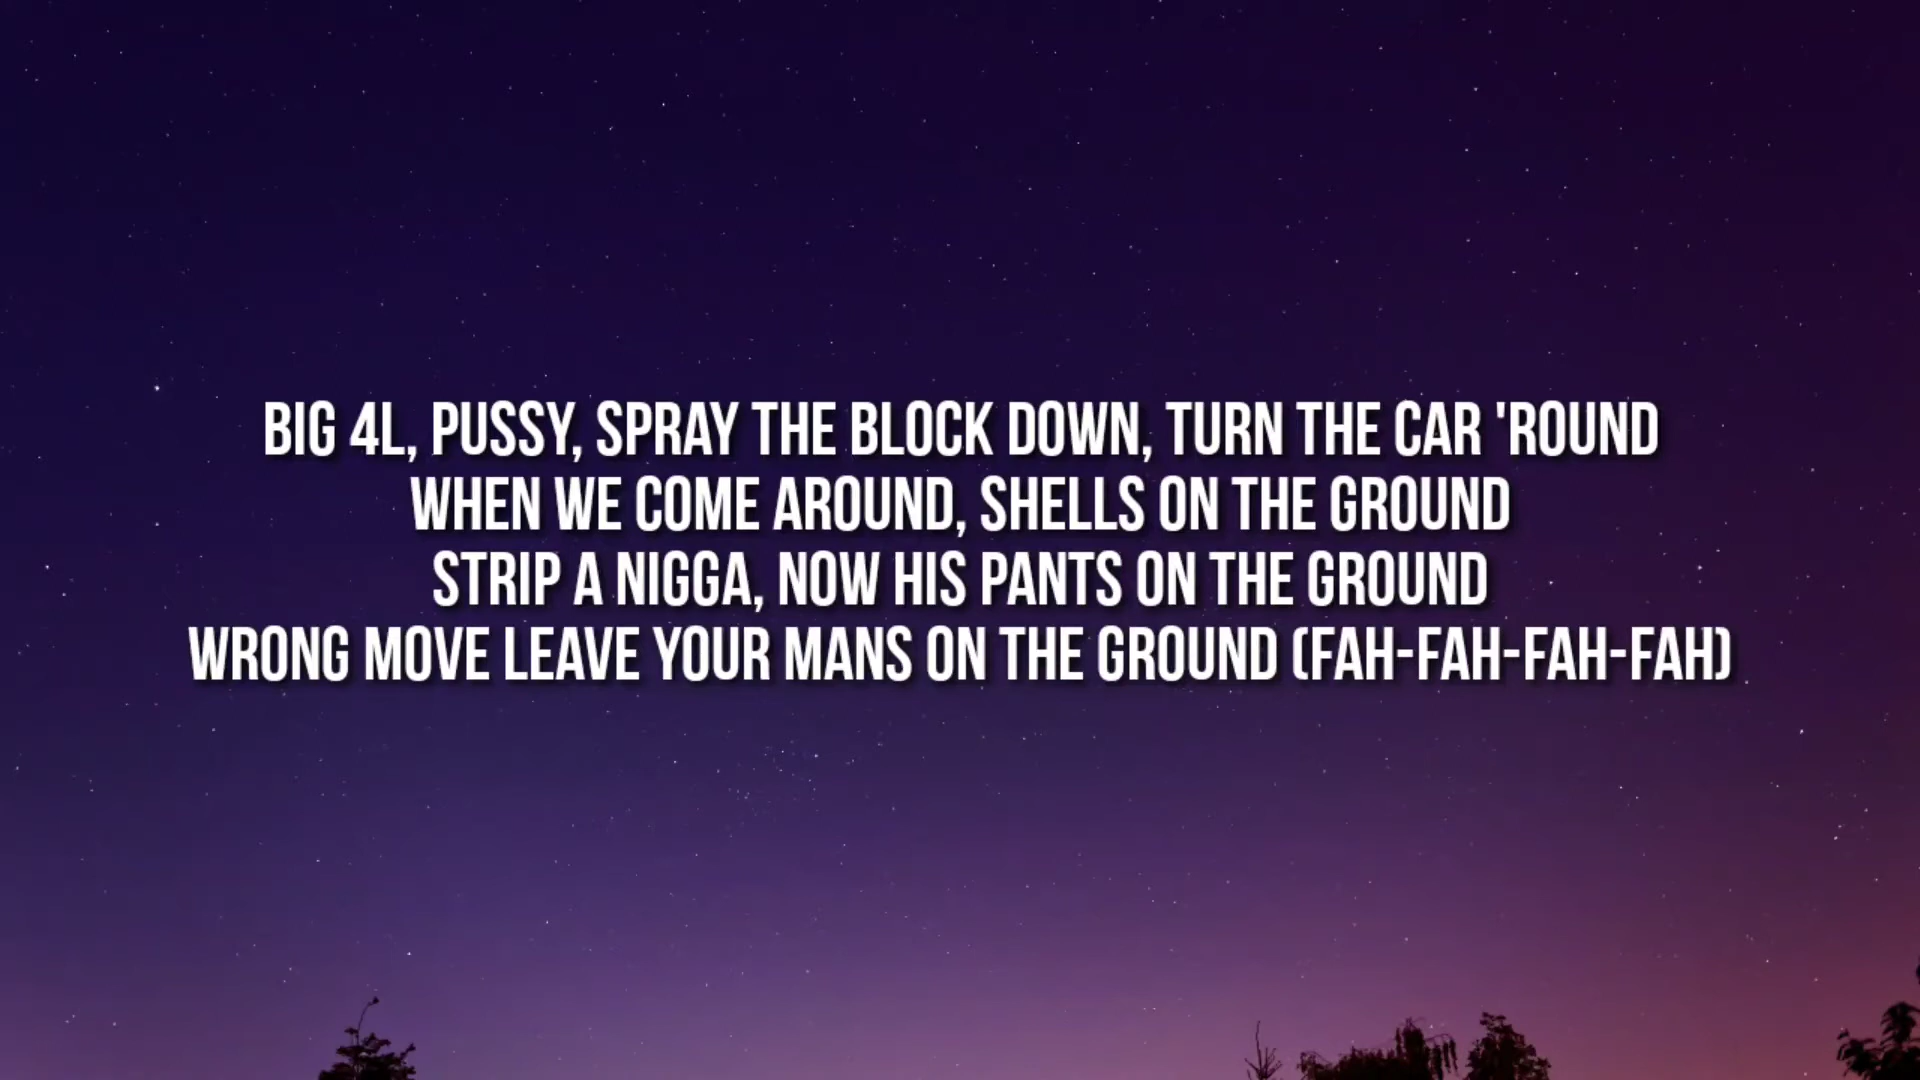 BIG 4L, PUSSY, SPRAY THE BLOCK DOWN, TURN THE CAR 'ROUND
WHEN WE COME AROUND, SHELLS ON THE GROUND
STRIP A NIGGA, NOW HIS PANTS ON THE GROUND
WRONG MOVE LEAVE YOUR MANS ON THE GROUND (FAH-FAH-FAH-FAH)